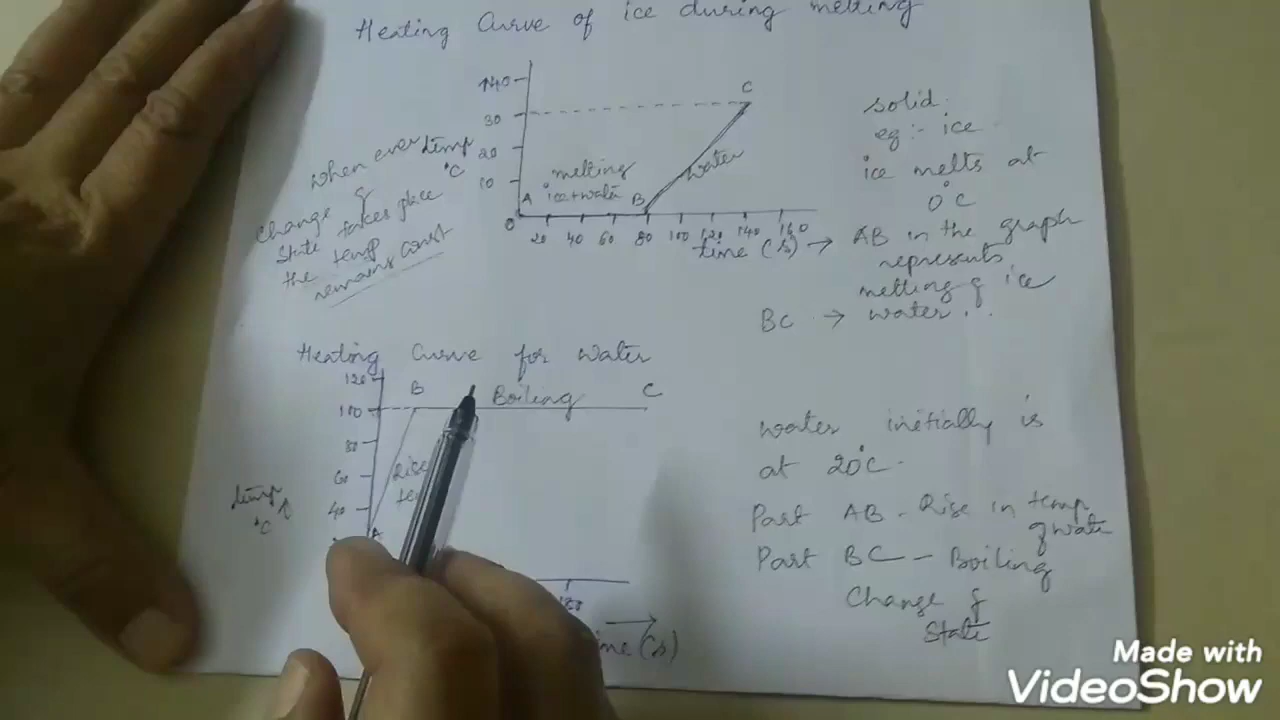 Heating Curve of ice during melting
140
30
20
10
0
temp
°C
A
melting
ice+water
B
water
C
20 40 60 80 100 120 140 160
time (s) →
when ever
change of
State takes place
the temp const
remains
solid.
eg:- ice
ice melts at
0°C
AB in the graph
represents
melting of ice
BC → water..
Heating Curve for water
120
100
80
60
40
temp ↑
°C
A
B
Boiling
C
Rise
time (s)
water initially is
at 20°C.
Part AB - Rise in temp
of water
Part BC - Boiling
Change of
State
Made with
VideoShow